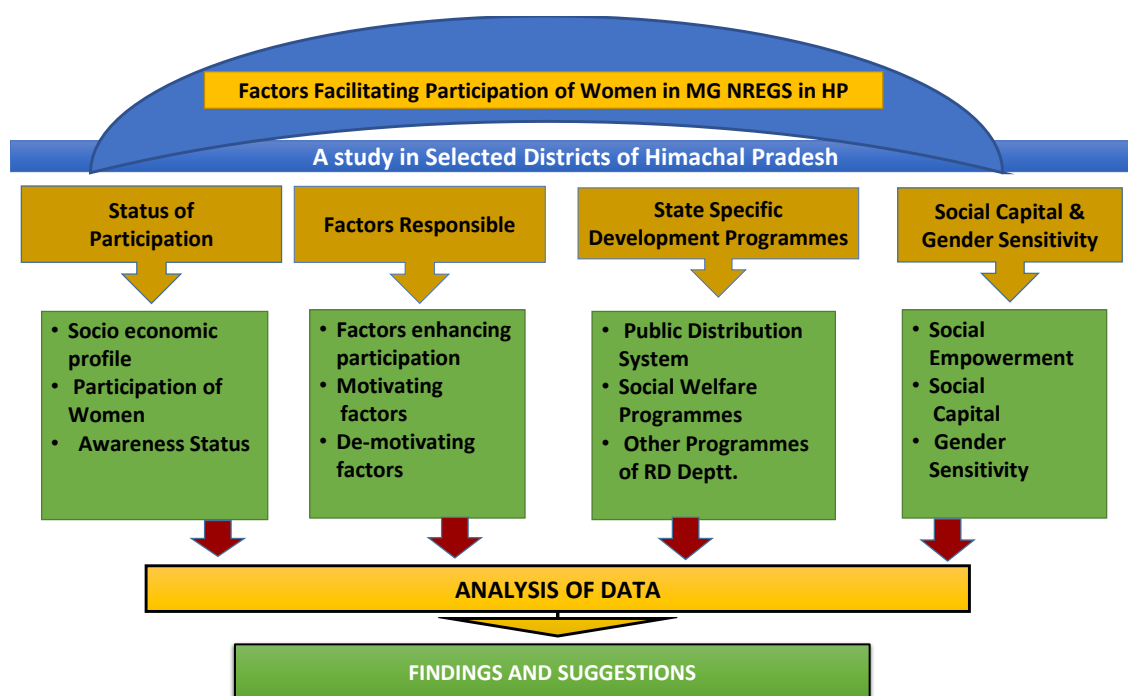 Factors Facilitating Participation of Women in MG NREGS in HP
A study in Selected Districts of Himachal Pradesh
Status of
Participation
Factors Responsible
State Specific
Development Programmes
Social Capital &
Gender Sensitivity
• Socio economic
profile
• Participation of
Women
• Awareness Status
• Factors enhancing
participation
• Motivating
factors
• De-motivating
factors
• Public Distribution
System
• Social Welfare
Programmes
• Other Programmes
of RD Deptt.
• Social
Empowerment
• Social
Capital
• Gender
Sensitivity
ANALYSIS OF DATA
FINDINGS AND SUGGESTIONS